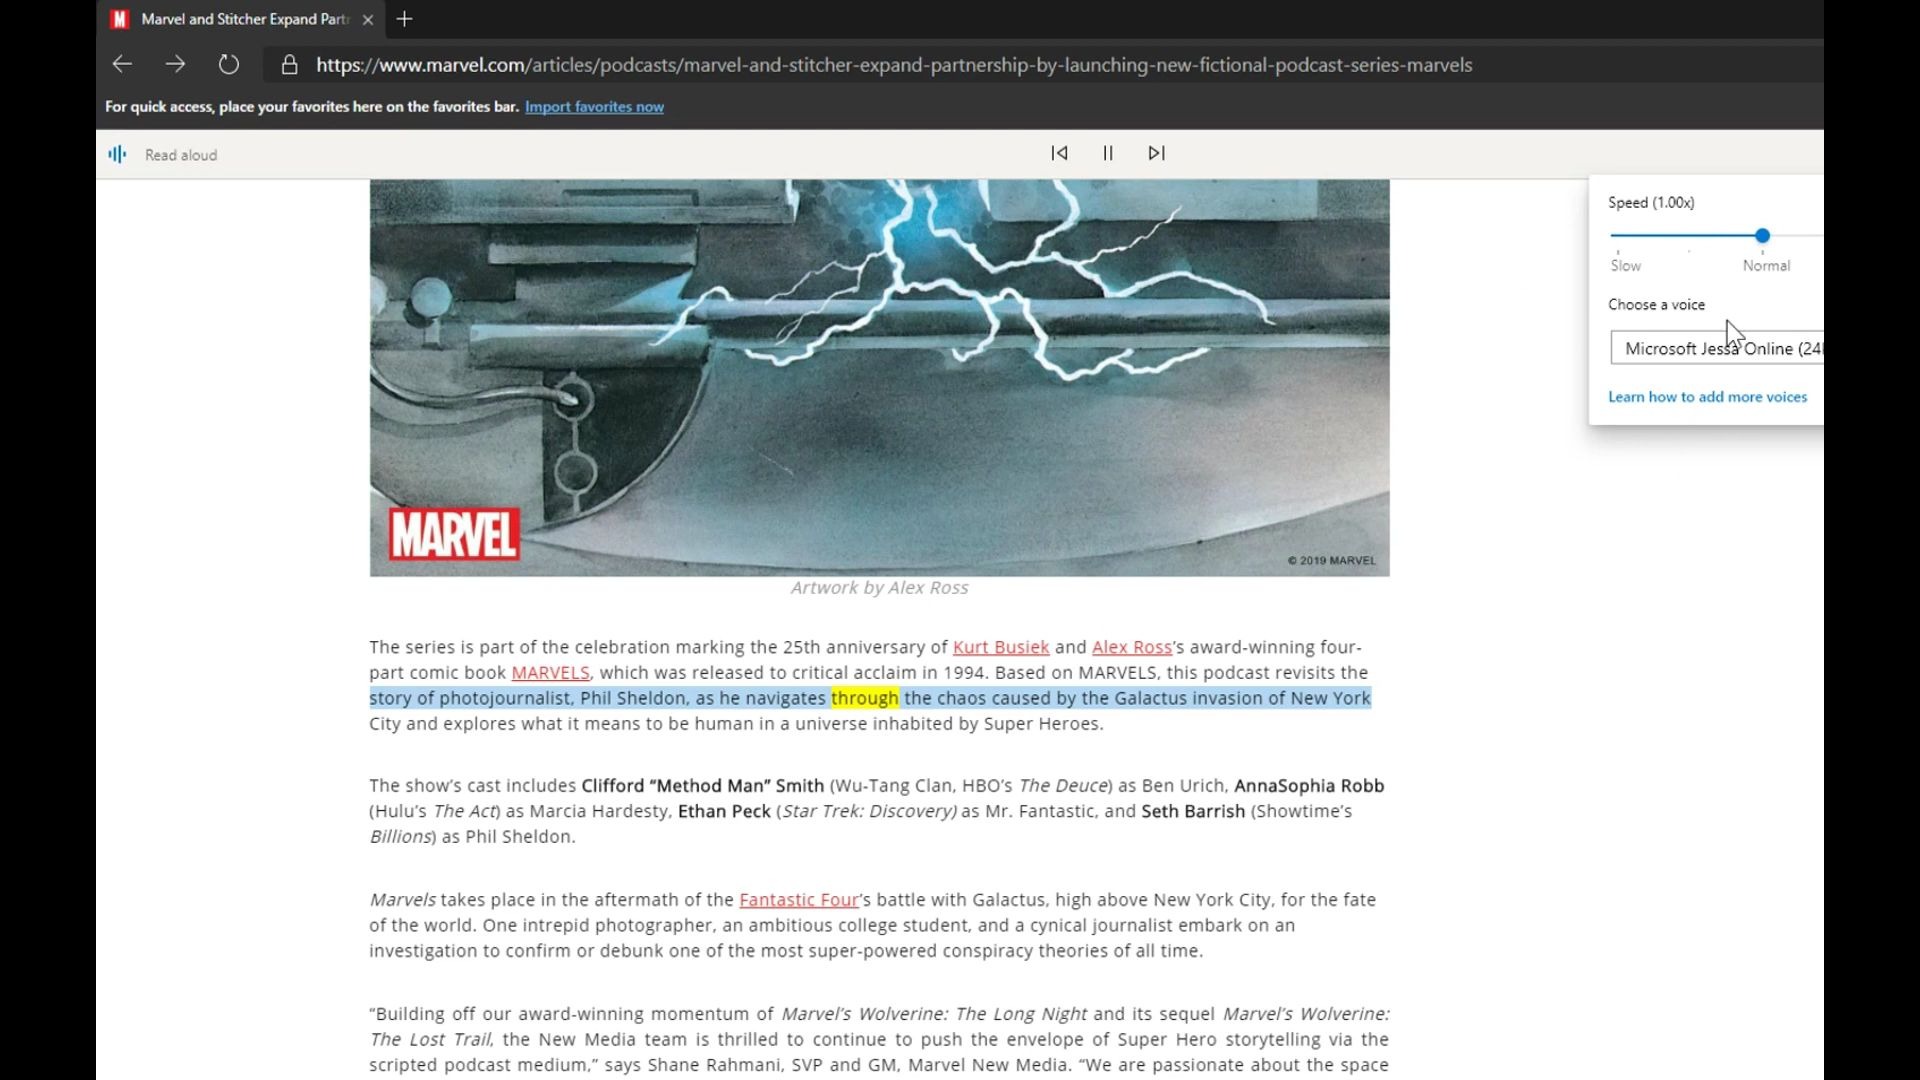 Marvel and Stitcher Expand Partn
https://www.marvel.com/articles/podcasts/marvel-and-stitcher-expand-partnership-by-launching-new-fictional-podcast-series-marvels
For quick access, place your favorites here on the favorites bar. Import favorites now
Read aloud
Speed (1.00x)
Slow Normal
Choose a voice
Microsoft Jessa Online (24
Learn how to add more voices
MARVEL
© 2019 MARVEL
Artwork by Alex Ross
The series is part of the celebration marking the 25th anniversary of Kurt Busiek and Alex Ross's award-winning four-
part comic book MARVELS, which was released to critical acclaim in 1994. Based on MARVELS, this podcast revisits the
story of photojournalist, Phil Sheldon, as he navigates through the chaos caused by the Galactus invasion of New York
City and explores what it means to be human in a universe inhabited by Super Heroes.
The show's cast includes Clifford “Method Man” Smith (Wu-Tang Clan, HBO's The Deuce) as Ben Urich, AnnaSophia Robb
(Hulu's The Act) as Marcia Hardesty, Ethan Peck (Star Trek: Discovery) as Mr. Fantastic, and Seth Barrish (Showtime's
Billions) as Phil Sheldon.
Marvels takes place in the aftermath of the Fantastic Four's battle with Galactus, high above New York City, for the fate
of the world. One intrepid photographer, an ambitious college student, and a cynical journalist embark on an
investigation to confirm or debunk one of the most super-powered conspiracy theories of all time.
“Building off our award-winning momentum of Marvel's Wolverine: The Long Night and its sequel Marvel's Wolverine:
The Lost Trail, the New Media team is thrilled to continue to push the envelope of Super Hero storytelling via the
scripted podcast medium,” says Shane Rahmani, SVP and GM, Marvel New Media. “We are passionate about the space